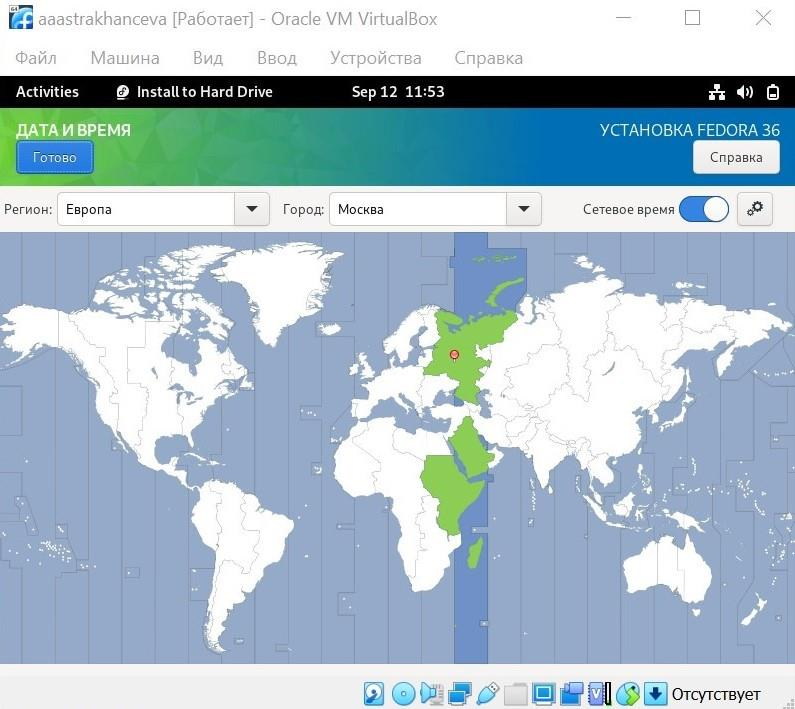 aaastrakhanceva [Работает] - Oracle VM VirtualBox
Файл Машина Вид Ввод Устройства Справка
Activities Install to Hard Drive Sep 12 11:53
ДАТА И ВРЕМЯ УСТАНОВКА FEDORA 36
Готово Справка
Регион: Европа Город: Москва Сетевое время
Отсутствует